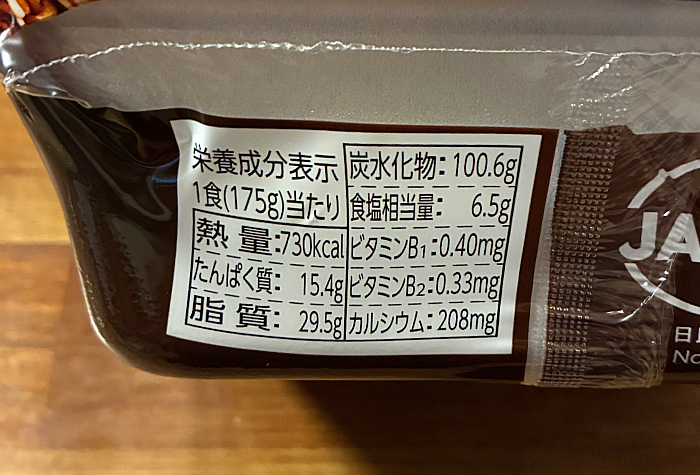 栄養成分表示
1食(175g)当たり
熱量:730kcal
たんぱく質: 15.4g
脂質: 29.5g
炭水化物: 100.6g
食塩相当量: 6.5g
ビタミンB1:0.40mg
ビタミンB2:0.33mg
カルシウム: 208mg
JA